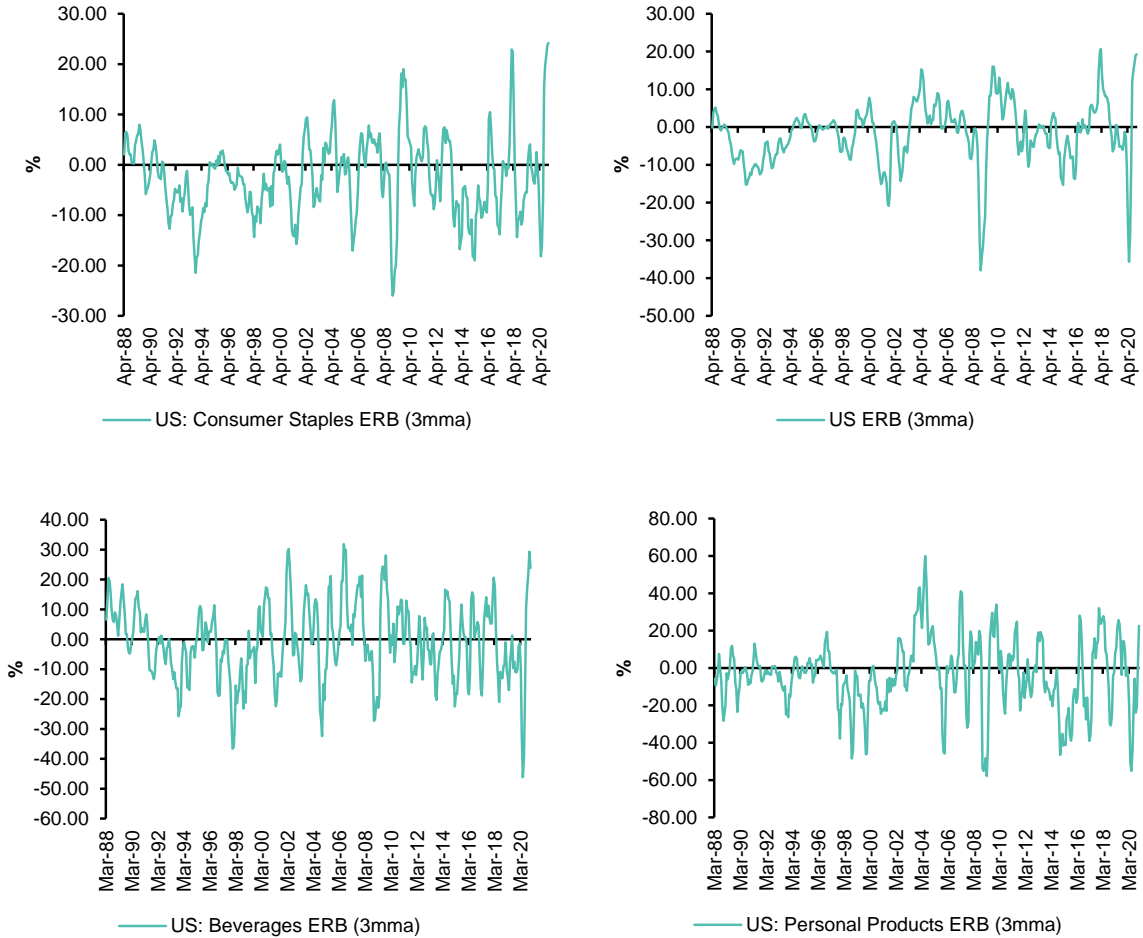 30.00
20.00
10.00
0.00
-10.00
-20.00
-30.00
%
Apr-88
Apr-90
Apr-92
Apr-94
Apr-96
Apr-98
Apr-00
Apr-02
Apr-04
Apr-06
Apr-08
Apr-10
Apr-12
Apr-14
Apr-16
Apr-18
Apr-20
US: Consumer Staples ERB (3mma)
30.00
20.00
10.00
0.00
-10.00
-20.00
-30.00
-40.00
-50.00
%
Apr-88
Apr-90
Apr-92
Apr-94
Apr-96
Apr-98
Apr-00
Apr-02
Apr-04
Apr-06
Apr-08
Apr-10
Apr-12
Apr-14
Apr-16
Apr-18
Apr-20
US ERB (3mma)
40.00
30.00
20.00
10.00
0.00
-10.00
-20.00
-30.00
-40.00
-50.00
-60.00
%
Mar-88
Mar-90
Mar-92
Mar-94
Mar-96
Mar-98
Mar-00
Mar-02
Mar-04
Mar-06
Mar-08
Mar-10
Mar-12
Mar-14
Mar-16
Mar-18
Mar-20
US: Beverages ERB (3mma)
80.00
60.00
40.00
20.00
0.00
-20.00
-40.00
-60.00
-80.00
%
Mar-88
Mar-90
Mar-92
Mar-94
Mar-96
Mar-98
Mar-00
Mar-02
Mar-04
Mar-06
Mar-08
Mar-10
Mar-12
Mar-14
Mar-16
Mar-18
Mar-20
US: Personal Products ERB (3mma)